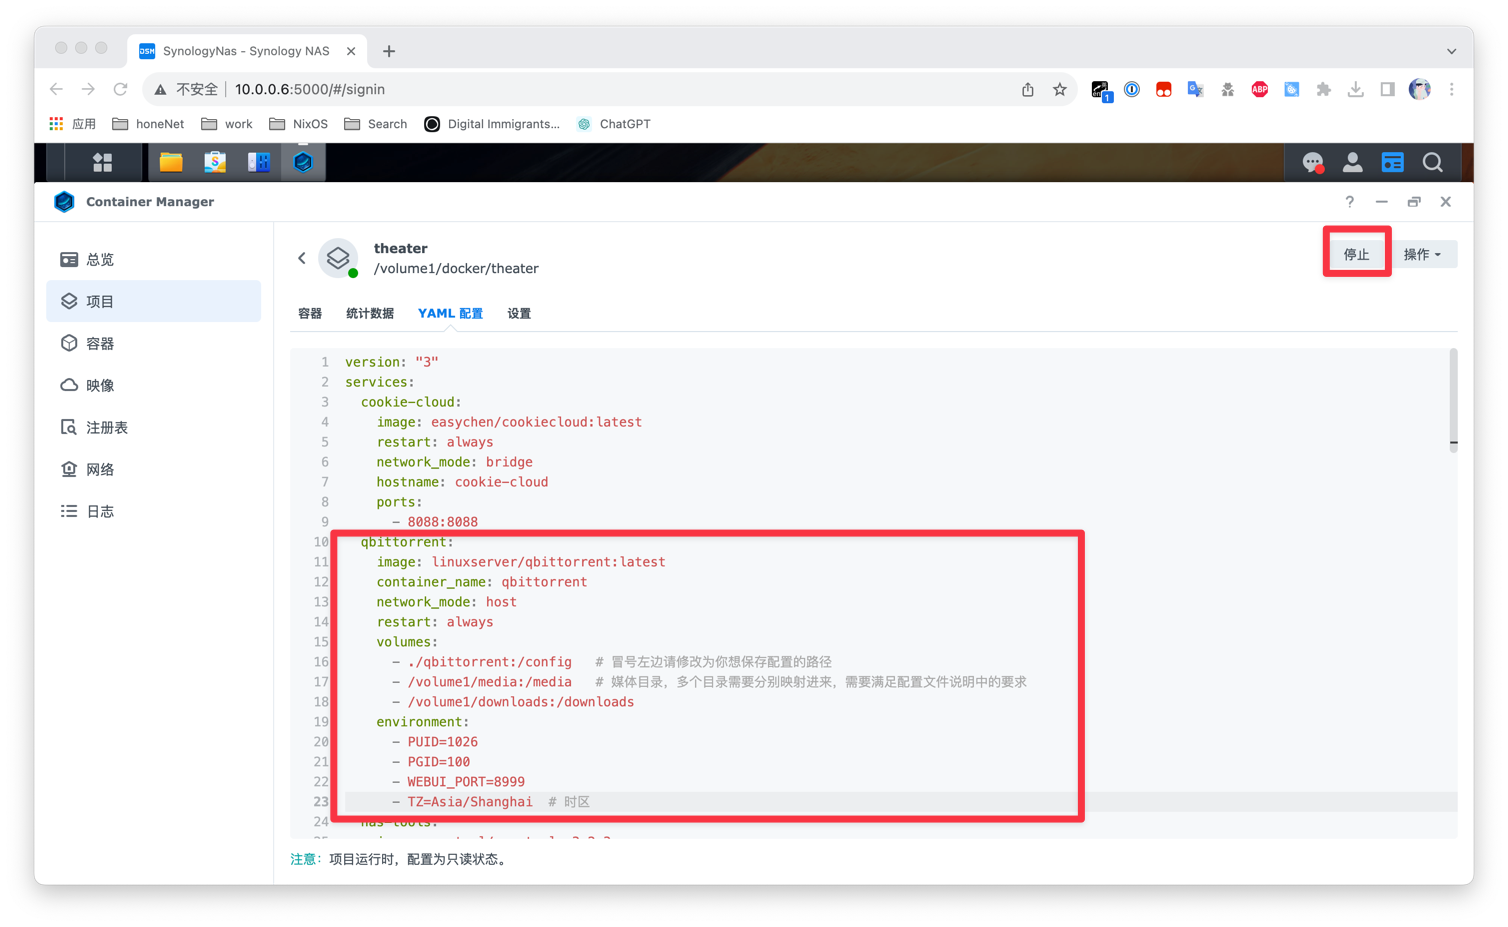 DSM SynologyNas - Synology NAS
不安全 10.0.0.6:5000/#/signin
1
ABP
应用 honeNet work NixOS Search Digital Immigrants... ChatGPT
Container Manager
?
总览
项目
容器
映像
注册表
网络
日志
theater
/volume1/docker/theater
停止
操作
容器 统计数据 YAML 配置 设置
1 version: "3"
2 services:
3 cookie-cloud:
4 image: easychen/cookiecloud:latest
5 restart: always
6 network_mode: bridge
7 hostname: cookie-cloud
8 ports:
9 - 8088:8088
10 qbittorrent:
11 image: linuxserver/qbittorrent:latest
12 container_name: qbittorrent
13 network_mode: host
14 restart: always
15 volumes:
16 - ./qbittorrent:/config # 冒号左边请修改为你想保存配置的路径
17 - /volume1/media:/media # 媒体目录，多个目录需要分别映射进来，需要满足配置文件说明中的要求
18 - /volume1/downloads:/downloads
19 environment:
20 - PUID=1026
21 - PGID=100
22 - WEBUI_PORT=8999
23 - TZ=Asia/Shanghai # 时区
24 nas-tools:
25
注意：项目运行时，配置为只读状态。